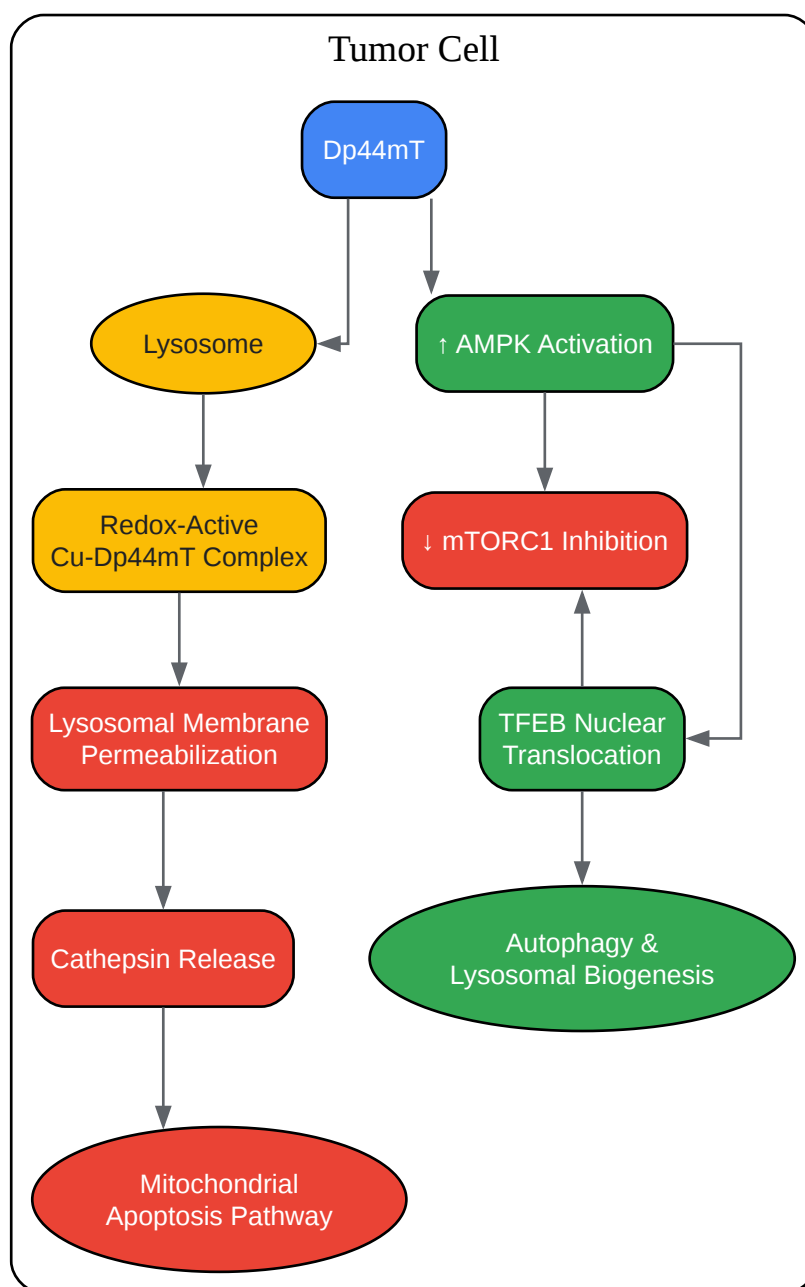 Tumor Cell
Dp44mT
Lysosome
↑ AMPK Activation
Redox-Active
Cu-Dp44mT Complex
↓ mTORC1 Inhibition
Lysosomal Membrane
Permeabilization
TFEB Nuclear
Translocation
Cathepsin Release
Autophagy &
Lysosomal Biogenesis
Mitochondrial
Apoptosis Pathway